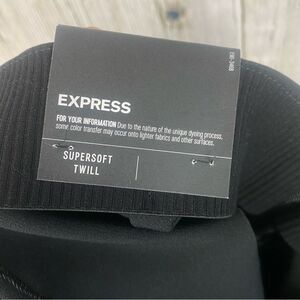 EXPRESS
FOR YOUR INFORMATION Due to the nature of the unique dyeing process,
some color transfer may occur onto lighter fabrics and other surfaces.
SUPERSOFT
TWILL